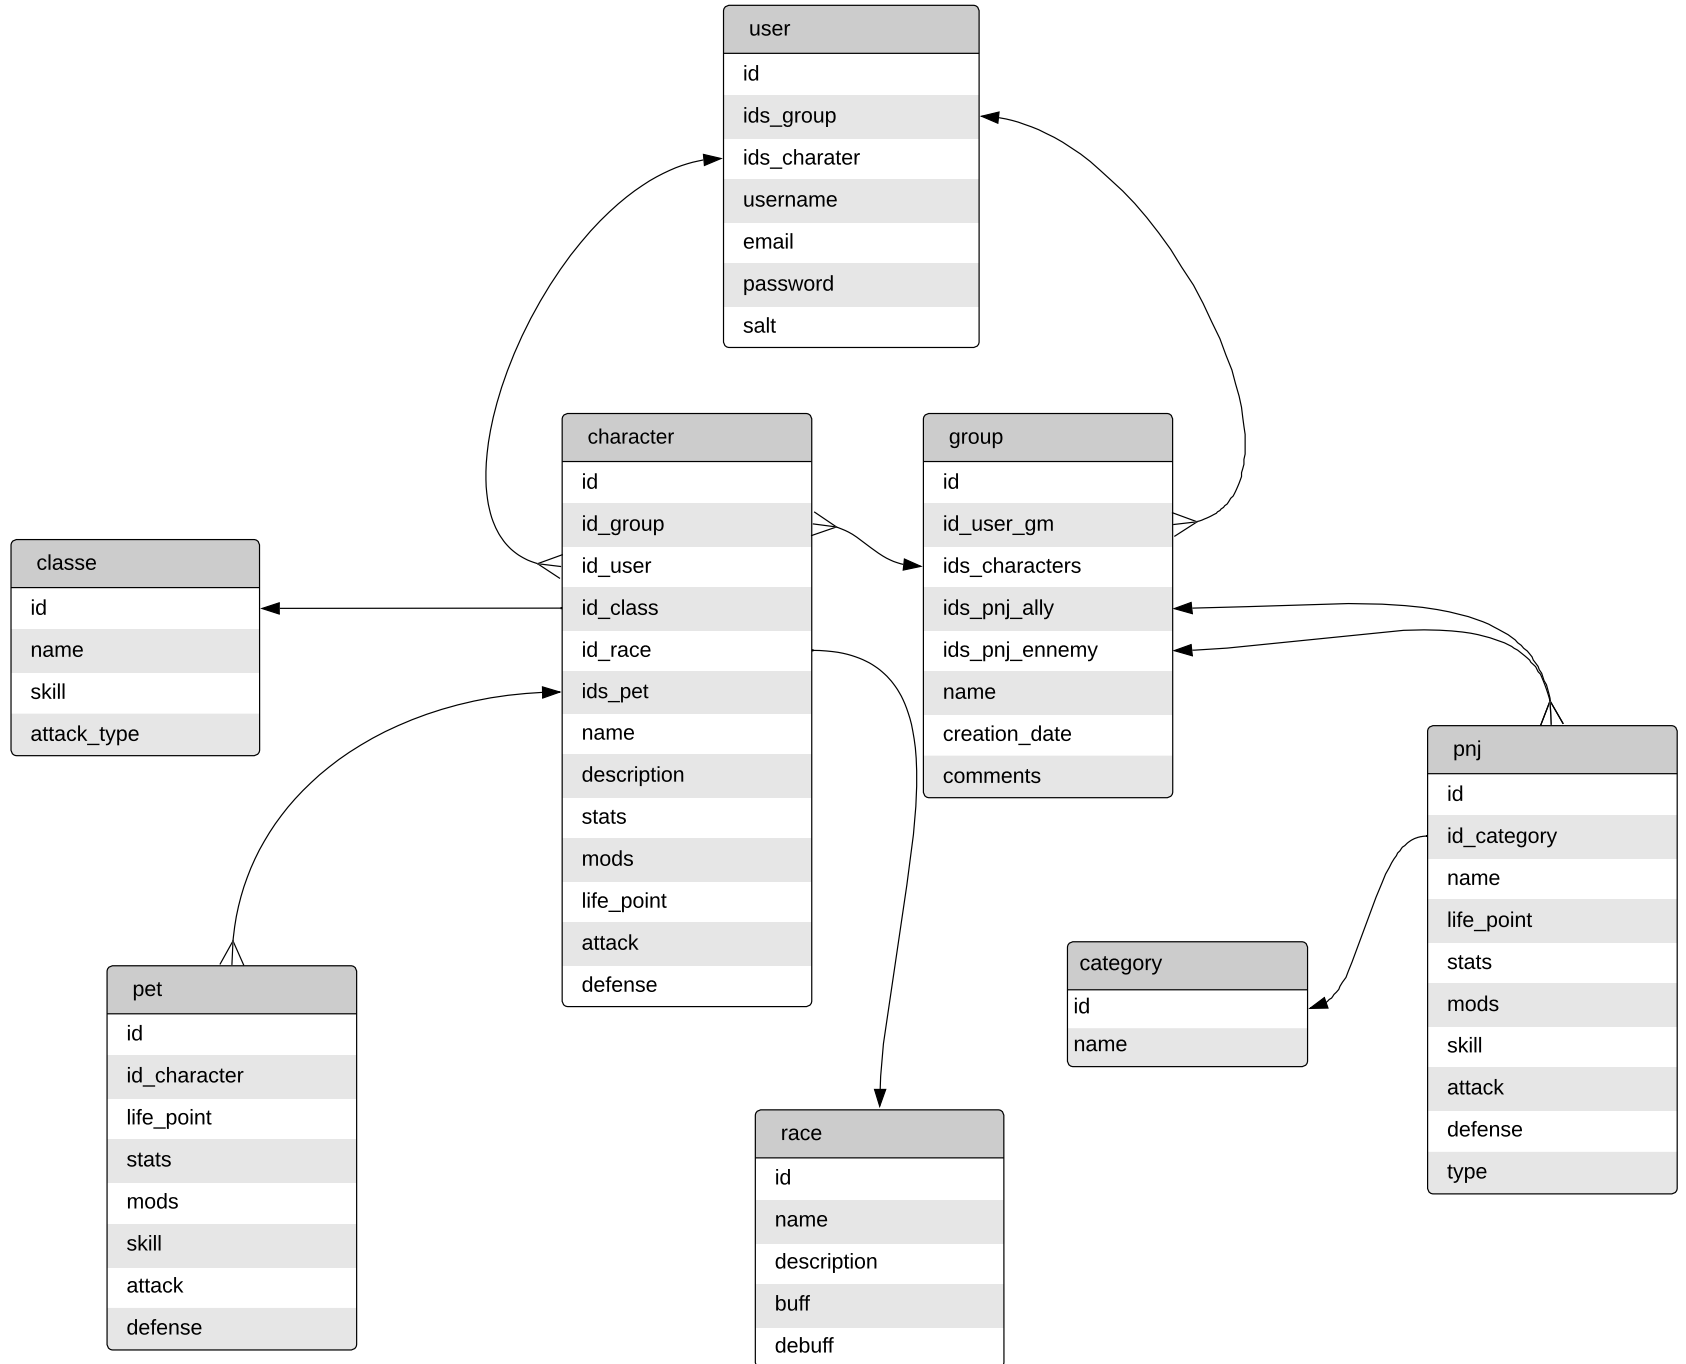 user
id
ids_group
ids_charater
username
email
password
salt
character
id
id_group
id_user
id_class
id_race
ids_pet
name
description
stats
mods
life_point
attack
defense
group
id
id_user_gm
ids_characters
ids_pnj_ally
ids_pnj_ennemy
name
creation_date
comments
classe
id
name
skill
attack_type
pnj
id
id_category
name
life_point
stats
mods
skill
attack
defense
type
category
id
name
pet
id
id_character
life_point
stats
mods
skill
attack
defense
race
id
name
description
buff
debuff